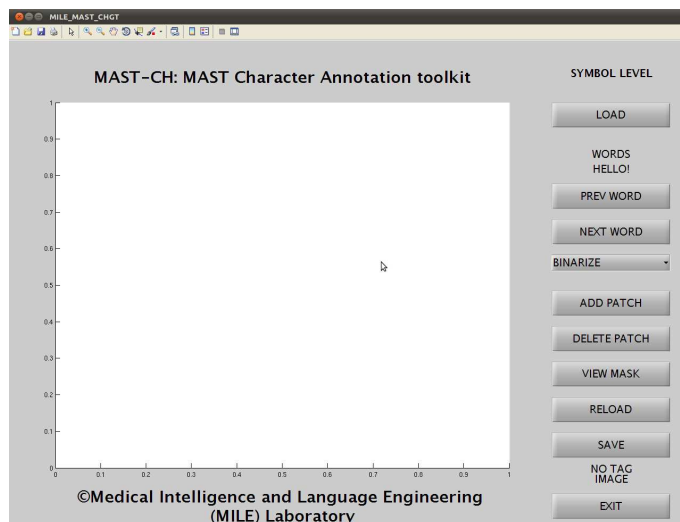 MILE_MAST_CHGT
MAST-CH: MAST Character Annotation toolkit
1
0.9
0.8
0.7
0.6
0.5
0.4
0.3
0.2
0.1
0
0 0.1 0.2 0.3 0.4 0.5 0.6 0.7 0.8 0.9 1
©Medical Intelligence and Language Engineering
(MILE) Laboratory
SYMBOL LEVEL
LOAD
WORDS
HELLO!
PREV WORD
NEXT WORD
BINARIZE
ADD PATCH
DELETE PATCH
VIEW MASK
RELOAD
SAVE
NO TAG
IMAGE
EXIT